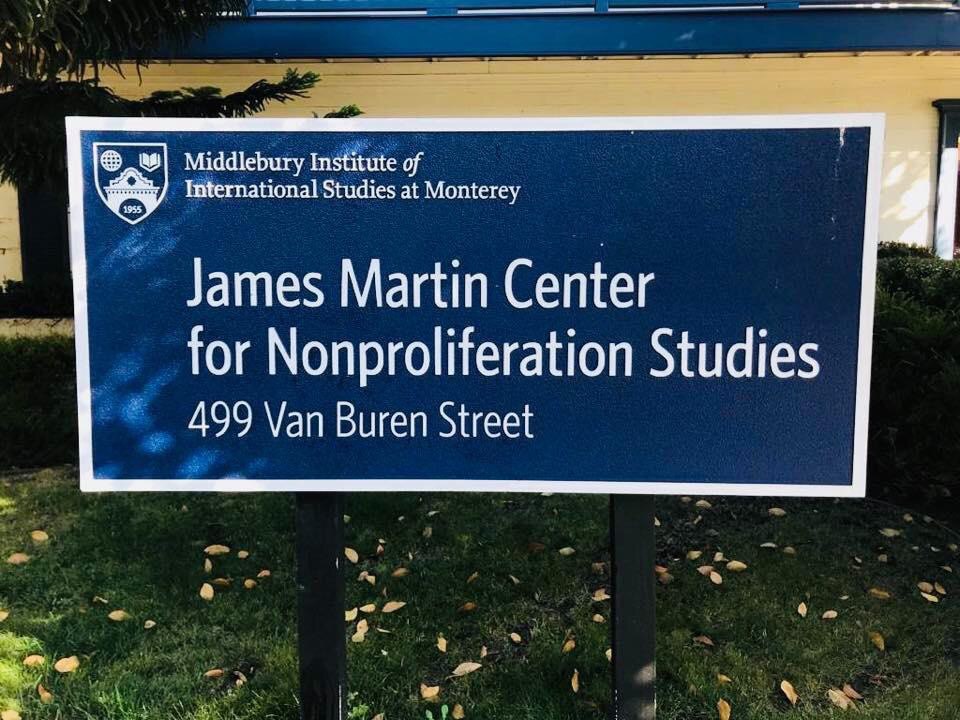 Middlebury Institute of
International Studies at Monterey
1955
James Martin Center
for Nonproliferation Studies
499 Van Buren Street